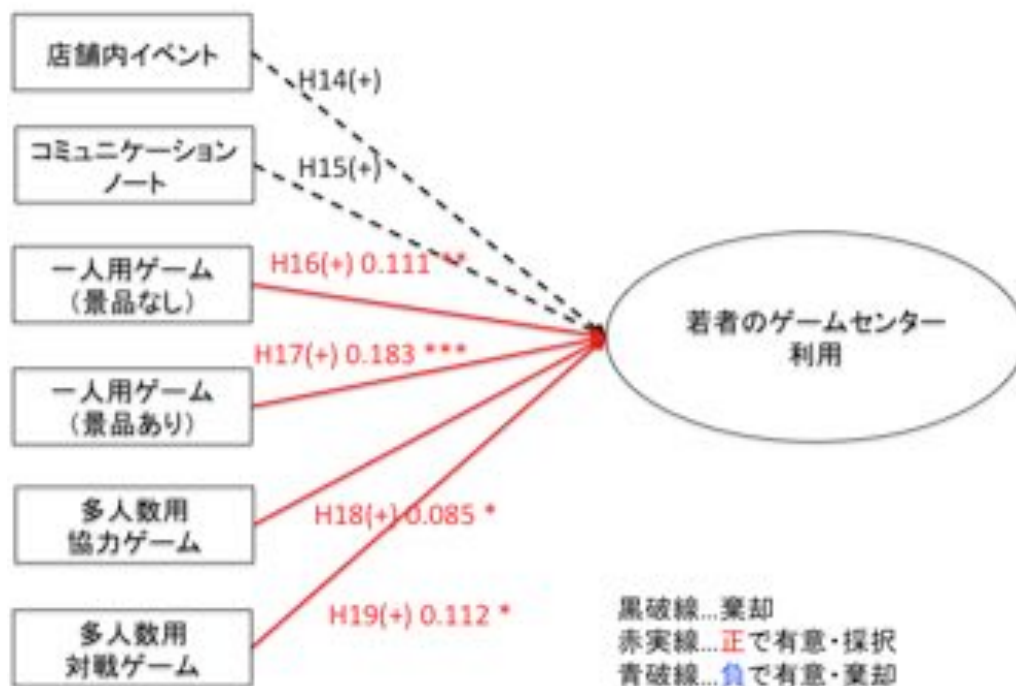 店舗内イベント
H14(+)
コミュニケーション
ノート
H15(+)
一人用ゲーム
(景品なし)
H16(+) 0.111 ***
若者のゲームセンター
利用
H17(+) 0.183 ***
一人用ゲーム
(景品あり)
多人数用
協力ゲーム
H18(+) 0.085 *
多人数用
対戦ゲーム
H19(+) 0.112 *
黒破線…棄却
赤実線…正で有意・採択
青破線…負で有意・棄却